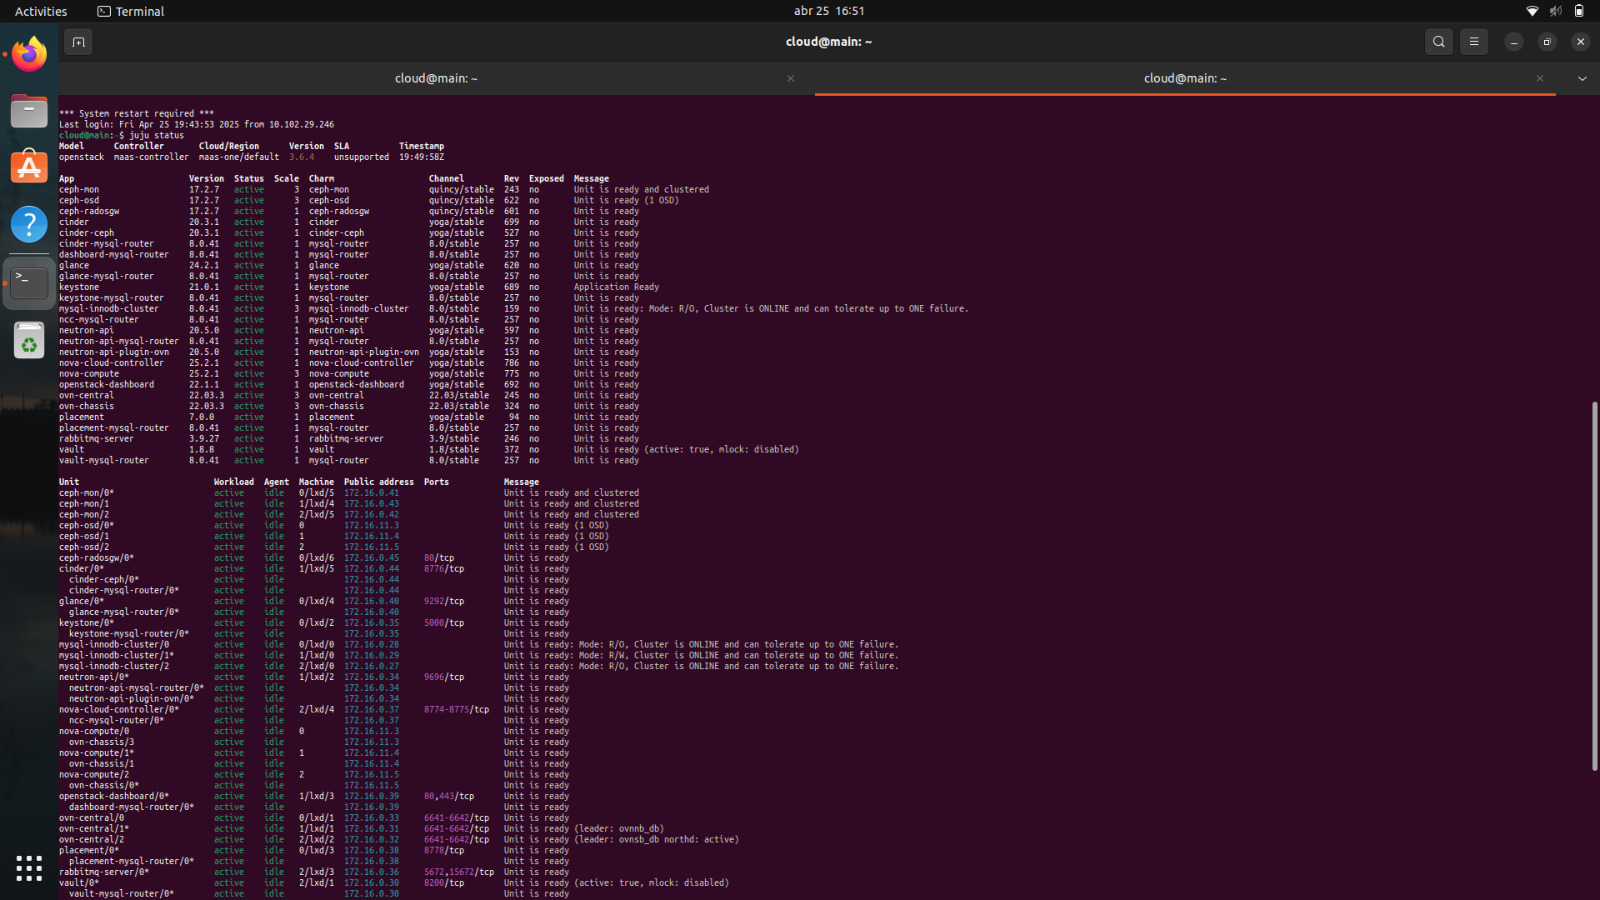 Activities Terminal abr 25 16:51
cloud@main: ~
cloud@main: ~ cloud@main: ~
*** System restart required ***
Last login: Fri Apr 25 19:43:53 2025 from 10.102.29.246
cloud@main:~$ juju status
Model Controller Cloud/Region Version SLA Timestamp
openstack maas-controller maas-one/default 3.6.4 unsupported 19:49:58Z
App Version Status Scale Charm Channel Rev Exposed Message
ceph-mon 17.2.7 active 3 ceph-mon quincy/stable 243 no Unit is ready and clustered
ceph-osd 17.2.7 active 3 ceph-osd quincy/stable 622 no Unit is ready (1 OSD)
ceph-radosgw 17.2.7 active 1 ceph-radosgw quincy/stable 601 no Unit is ready
cinder 20.3.1 active 1 cinder yoga/stable 699 no Unit is ready
cinder-ceph 20.3.1 active 1 cinder-ceph yoga/stable 527 no Unit is ready
cinder-mysql-router 8.0.41 active 1 mysql-router 8.0/stable 257 no Unit is ready
dashboard-mysql-router 8.0.41 active 1 mysql-router 8.0/stable 257 no Unit is ready
glance 24.2.1 active 1 glance yoga/stable 620 no Unit is ready
glance-mysql-router 8.0.41 active 1 mysql-router 8.0/stable 257 no Unit is ready
keystone 21.0.1 active 1 keystone yoga/stable 689 no Application Ready
keystone-mysql-router 8.0.41 active 1 mysql-router 8.0/stable 257 no Unit is ready
mysql-innodb-cluster 8.0.41 active 3 mysql-innodb-cluster 8.0/stable 159 no Unit is ready: Mode: R/O, Cluster is ONLINE and can tolerate up to ONE failure.
ncc-mysql-router 8.0.41 active 1 mysql-router 8.0/stable 257 no Unit is ready
neutron-api 20.5.0 active 1 neutron-api yoga/stable 597 no Unit is ready
neutron-api-mysql-router 8.0.41 active 1 mysql-router 8.0/stable 257 no Unit is ready
neutron-api-plugin-ovn 20.5.0 active 1 neutron-api-plugin-ovn yoga/stable 153 no Unit is ready
nova-cloud-controller 25.2.1 active 1 nova-cloud-controller yoga/stable 786 no Unit is ready
nova-compute 25.2.1 active 3 nova-compute yoga/stable 775 no Unit is ready
openstack-dashboard 22.1.1 active 1 openstack-dashboard yoga/stable 692 no Unit is ready
ovn-central 22.03.3 active 3 ovn-central 22.03/stable 245 no Unit is ready
ovn-chassis 22.03.3 active 3 ovn-chassis 22.03/stable 324 no Unit is ready
placement 7.0.0 active 1 placement yoga/stable 94 no Unit is ready
placement-mysql-router 8.0.41 active 1 mysql-router 8.0/stable 257 no Unit is ready
rabbitmq-server 3.9.27 active 1 rabbitmq-server 3.9/stable 246 no Unit is ready
vault 1.8.8 active 1 vault 1.8/stable 372 no Unit is ready (active: true, mlock: disabled)
vault-mysql-router 8.0.41 active 1 mysql-router 8.0/stable 257 no Unit is ready
Unit Workload Agent Machine Public address Ports Message
ceph-mon/0* active idle 0/lxd/5 172.16.0.41 Unit is ready and clustered
ceph-mon/1 active idle 1/lxd/4 172.16.0.43 Unit is ready and clustered
ceph-mon/2 active idle 2/lxd/5 172.16.0.42 Unit is ready and clustered
ceph-osd/0* active idle 0 172.16.11.3 Unit is ready (1 OSD)
ceph-osd/1 active idle 1 172.16.11.4 Unit is ready (1 OSD)
ceph-osd/2 active idle 2 172.16.11.5 Unit is ready (1 OSD)
ceph-radosgw/0* active idle 0/lxd/6 172.16.0.45 80/tcp Unit is ready
cinder/0* active idle 1/lxd/5 172.16.0.44 8776/tcp Unit is ready
cinder-ceph/0* active idle 172.16.0.44 Unit is ready
cinder-mysql-router/0* active idle 172.16.0.44 Unit is ready
glance/0* active idle 0/lxd/4 172.16.0.40 9292/tcp Unit is ready
glance-mysql-router/0* active idle 172.16.0.40 Unit is ready
keystone/0* active idle 0/lxd/2 172.16.0.35 5000/tcp Unit is ready
keystone-mysql-router/0* active idle 172.16.0.35 Unit is ready
mysql-innodb-cluster/0 active idle 0/lxd/0 172.16.0.28 Unit is ready: Mode: R/O, Cluster is ONLINE and can tolerate up to ONE failure.
mysql-innodb-cluster/1* active idle 1/lxd/0 172.16.0.29 Unit is ready: Mode: R/W, Cluster is ONLINE and can tolerate up to ONE failure.
mysql-innodb-cluster/2 active idle 2/lxd/0 172.16.0.27 Unit is ready: Mode: R/O, Cluster is ONLINE and can tolerate up to ONE failure.
neutron-api/0* active idle 1/lxd/2 172.16.0.34 9696/tcp Unit is ready
neutron-api-mysql-router/0* active idle 172.16.0.34 Unit is ready
neutron-api-plugin-ovn/0* active idle 172.16.0.34 Unit is ready
nova-cloud-controller/0* active idle 2/lxd/4 172.16.0.37 8774-8775/tcp Unit is ready
ncc-mysql-router/0* active idle 172.16.0.37 Unit is ready
nova-compute/0 active idle 0 172.16.11.3 Unit is ready
ovn-chassis/3 active idle 172.16.11.3 Unit is ready
nova-compute/1* active idle 1 172.16.11.4 Unit is ready
ovn-chassis/1 active idle 172.16.11.4 Unit is ready
nova-compute/2 active idle 2 172.16.11.5 Unit is ready
ovn-chassis/0* active idle 172.16.11.5 Unit is ready
openstack-dashboard/0* active idle 1/lxd/3 172.16.0.39 80,443/tcp Unit is ready
dashboard-mysql-router/0* active idle 172.16.0.39 Unit is ready
ovn-central/0 active idle 0/lxd/1 172.16.0.33 6641-6642/tcp Unit is ready
ovn-central/1* active idle 1/lxd/1 172.16.0.31 6641-6642/tcp Unit is ready (leader: ovnnb_db)
ovn-central/2 active idle 2/lxd/2 172.16.0.32 6641-6642/tcp Unit is ready (leader: ovnsb_db northd: active)
placement/0* active idle 0/lxd/3 172.16.0.38 8778/tcp Unit is ready
placement-mysql-router/0* active idle 172.16.0.38 Unit is ready
rabbitmq-server/0* active idle 2/lxd/3 172.16.0.36 5672,15672/tcp Unit is ready
vault/0* active idle 2/lxd/1 172.16.0.30 8200/tcp Unit is ready (active: true, mlock: disabled)
vault-mysql-router/0* active idle 172.16.0.30 Unit is ready